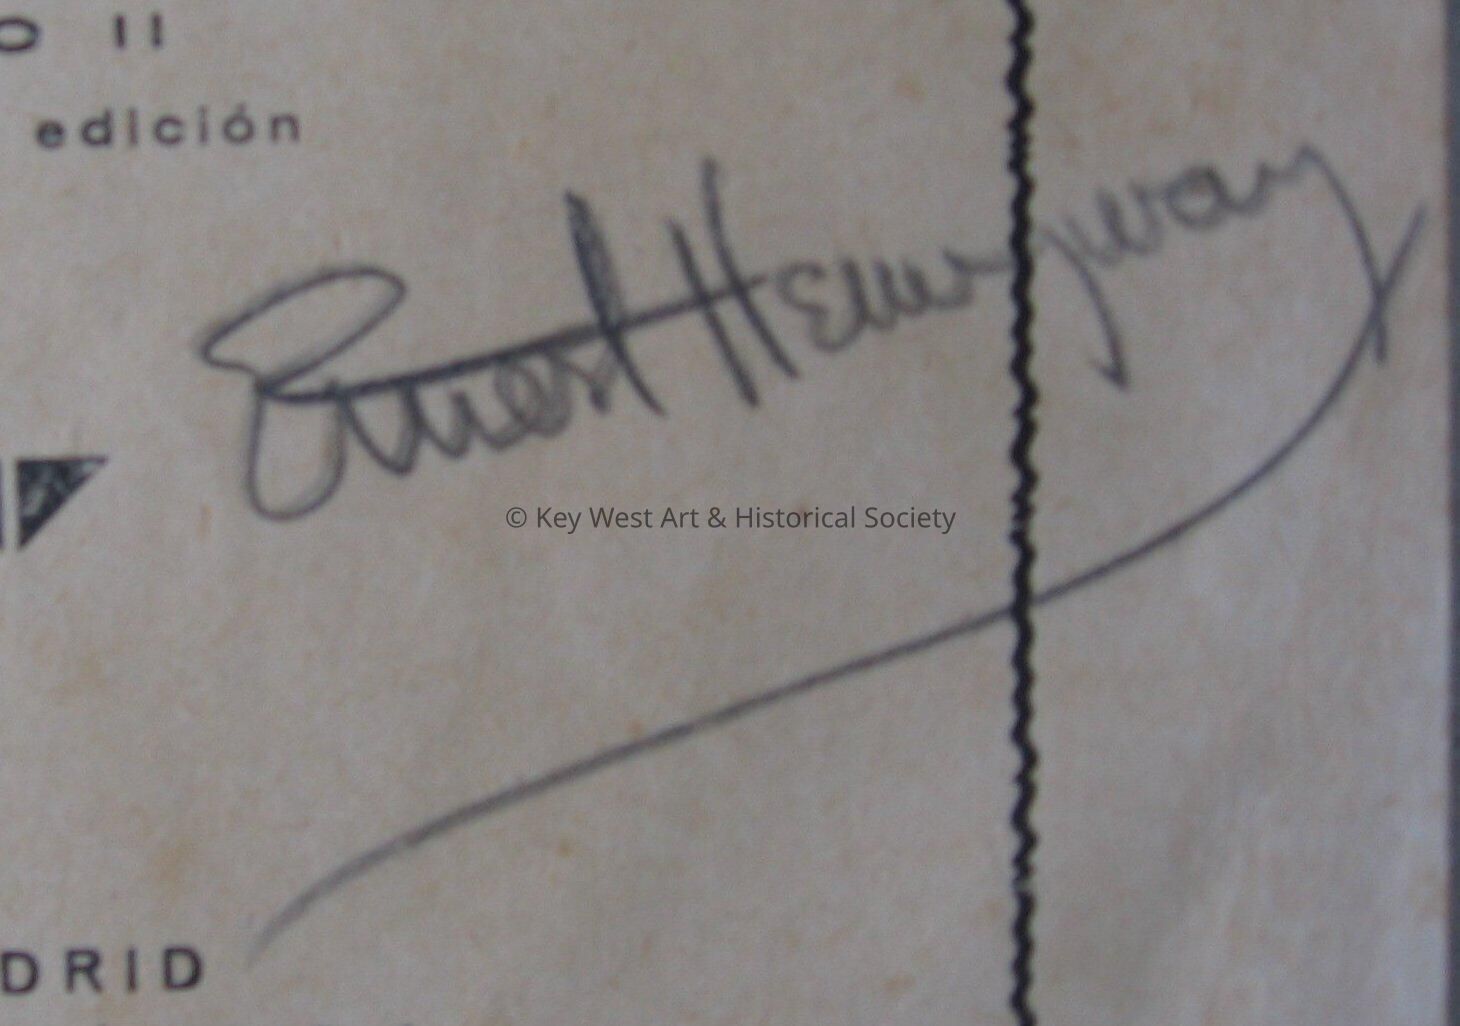 O II
edición
Ernest Hemingway
© Key West Art & Historical Society
DRID